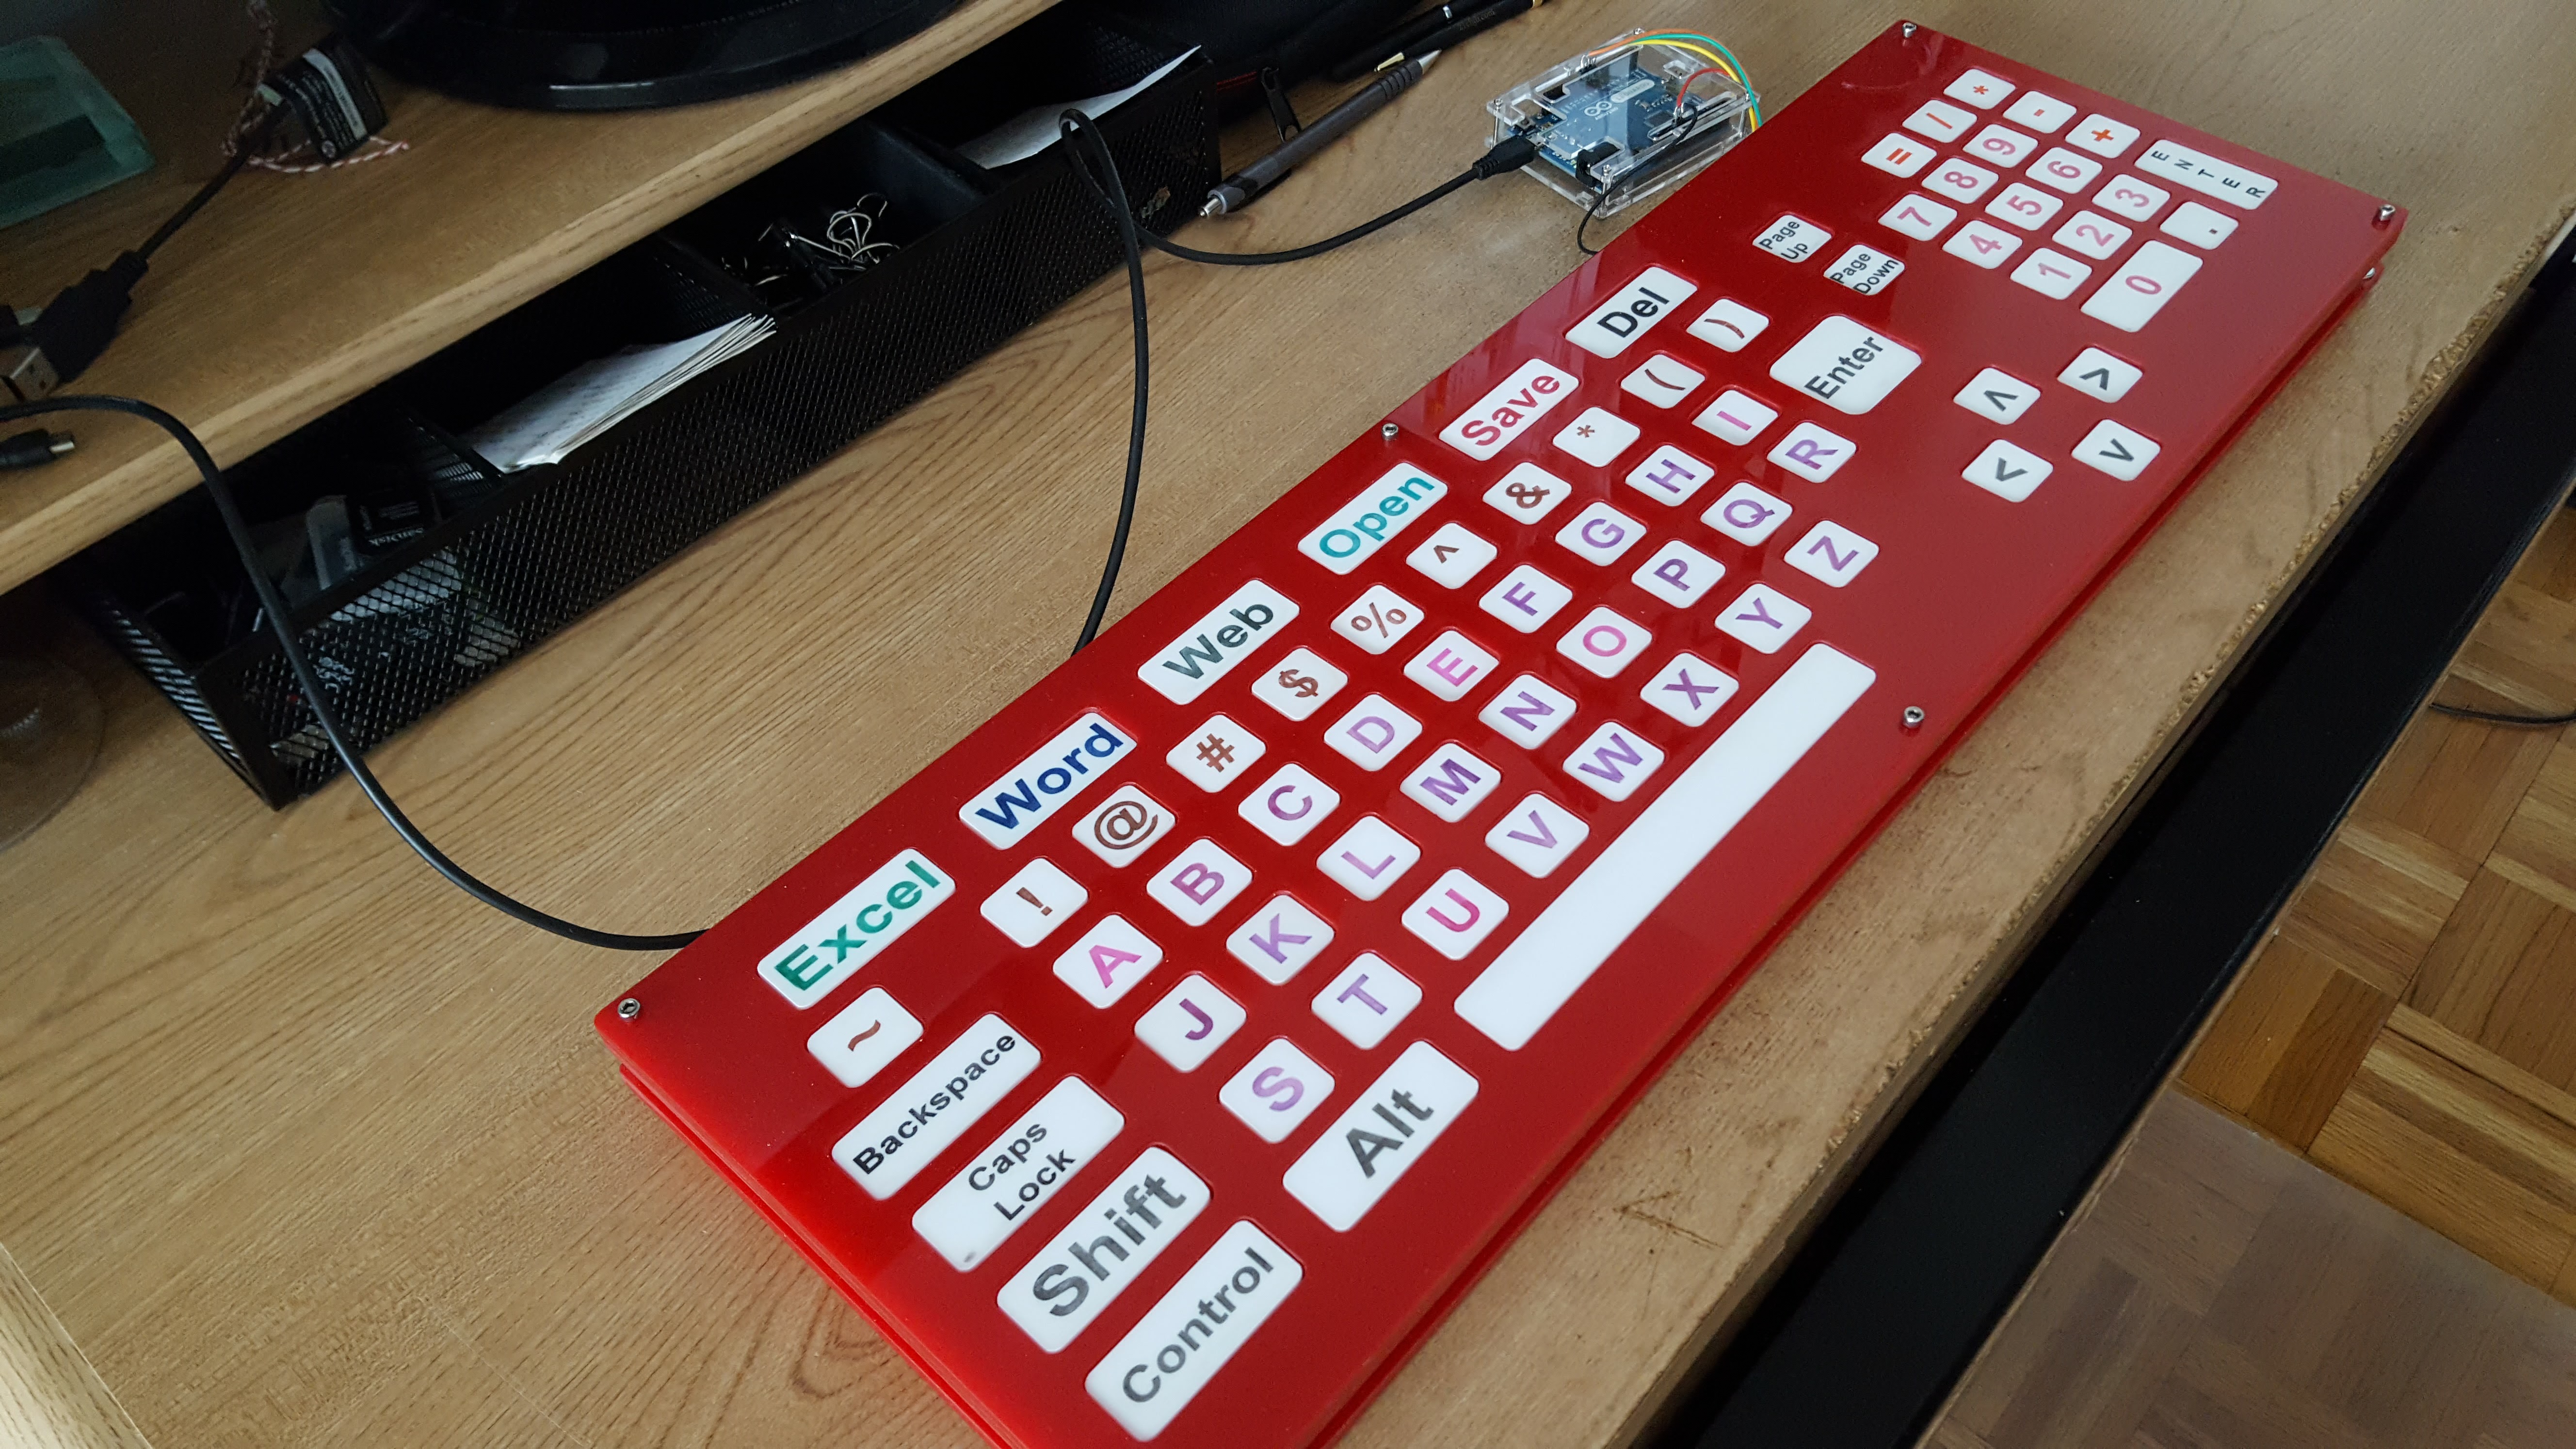 Excel Word Web Open Save Del
~ ! @ # $ % ^ & * ( )
Backspace A B C D E F G H I Enter
Caps
Lock
J K L M N O P Q R
Shift S T U V W X Y Z
Control Alt
Page
Up
Page
Down
< ^ v >
= / * -
7 8 9 +
4 5 6
1 2 3 ENTER
0 .
SanDisk